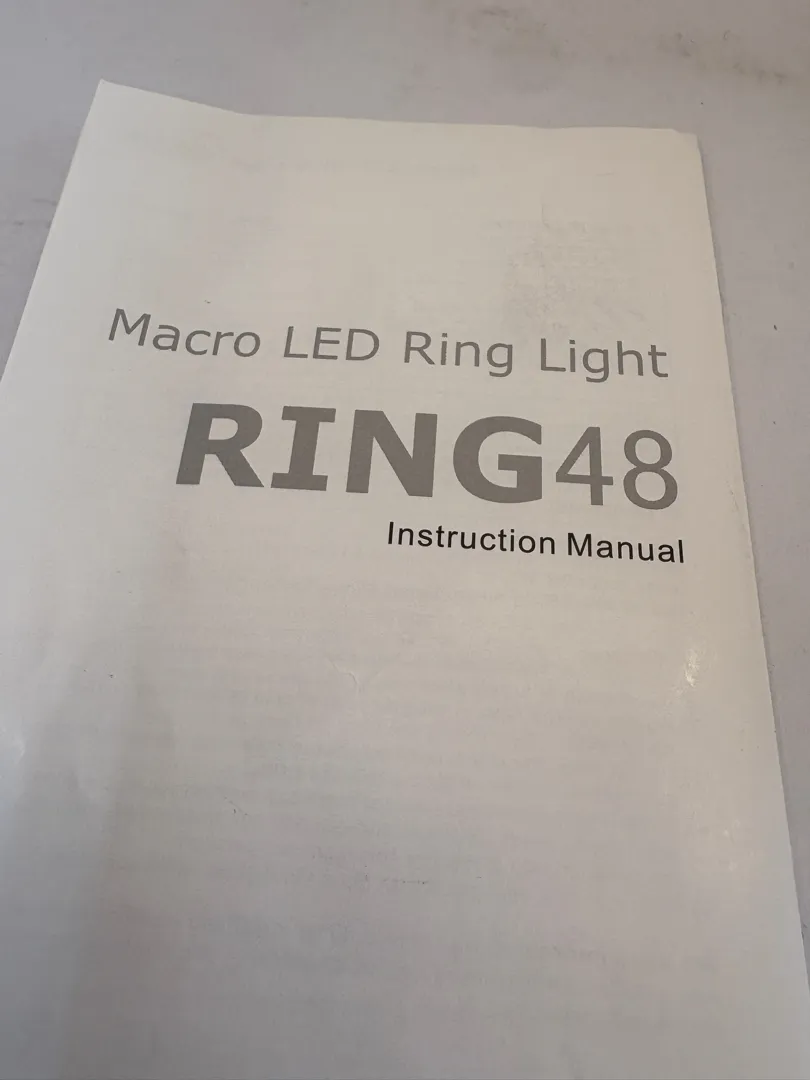 Macro LED Ring Light
RING48
Instruction Manual